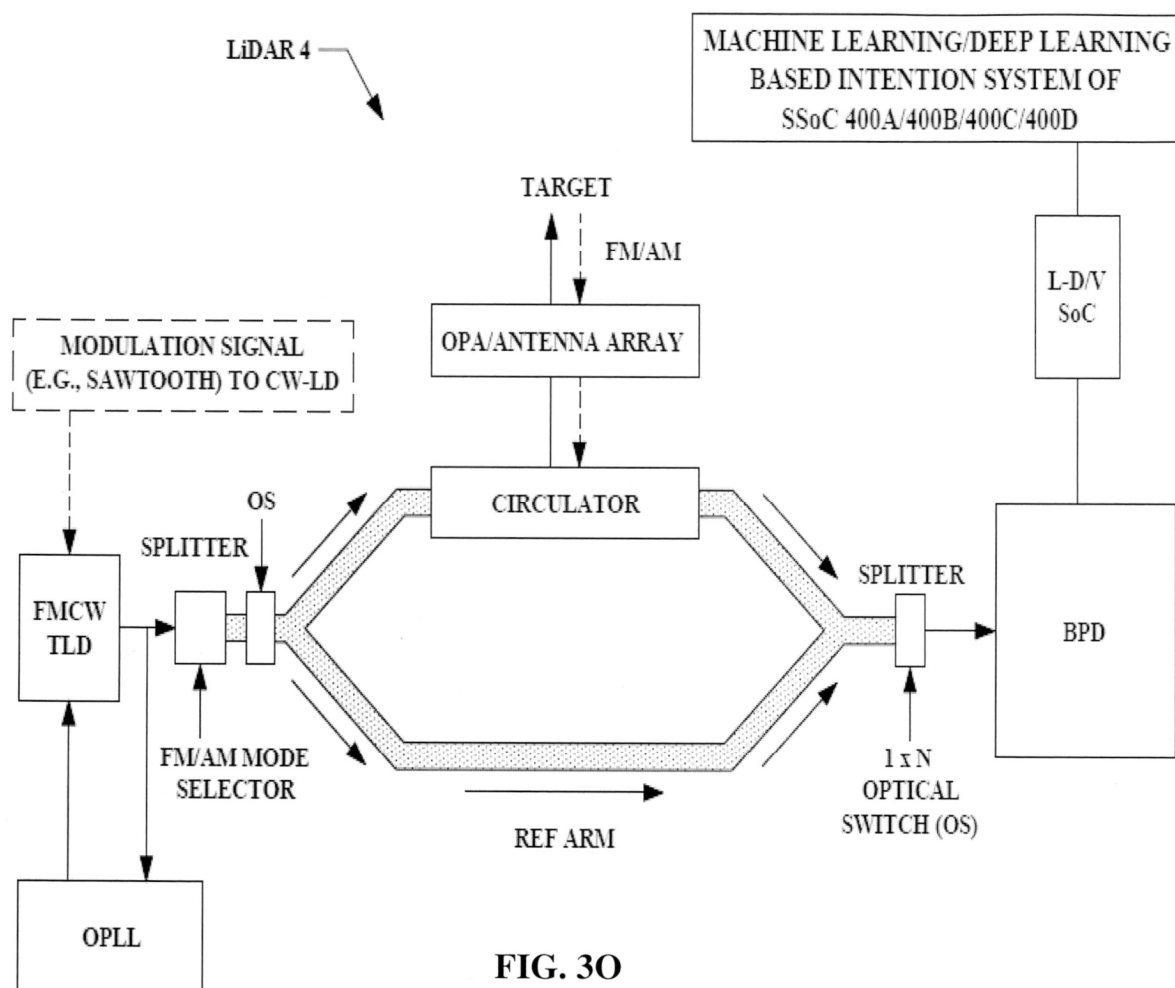 LiDAR 4
MACHINE LEARNING/DEEP LEARNING
BASED INTENTION SYSTEM OF
SSoC 400A/400B/400C/400D
TARGET
FM/AM
L-D/V
SoC
OPA/ANTENNA ARRAY
MODULATION SIGNAL
(E.G., SAWTOOTH) TO CW-LD
OS
CIRCULATOR
SPLITTER
SPLITTER
FMCW
TLD
BPD
FM/AM MODE
SELECTOR
1 x N
OPTICAL
SWITCH (OS)
REF ARM
OPLL
FIG. 3O